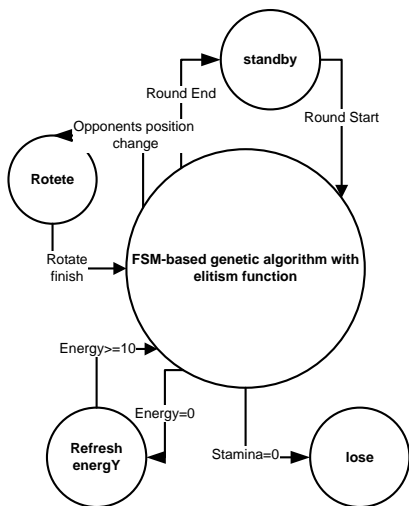 standby
Round End
Round Start
Opponents position
change
Rotete
Rotate
finish
FSM-based genetic algorithm with
elitism function
Energy>=10
Energy=0
Refresh
energY
Stamina=0
lose